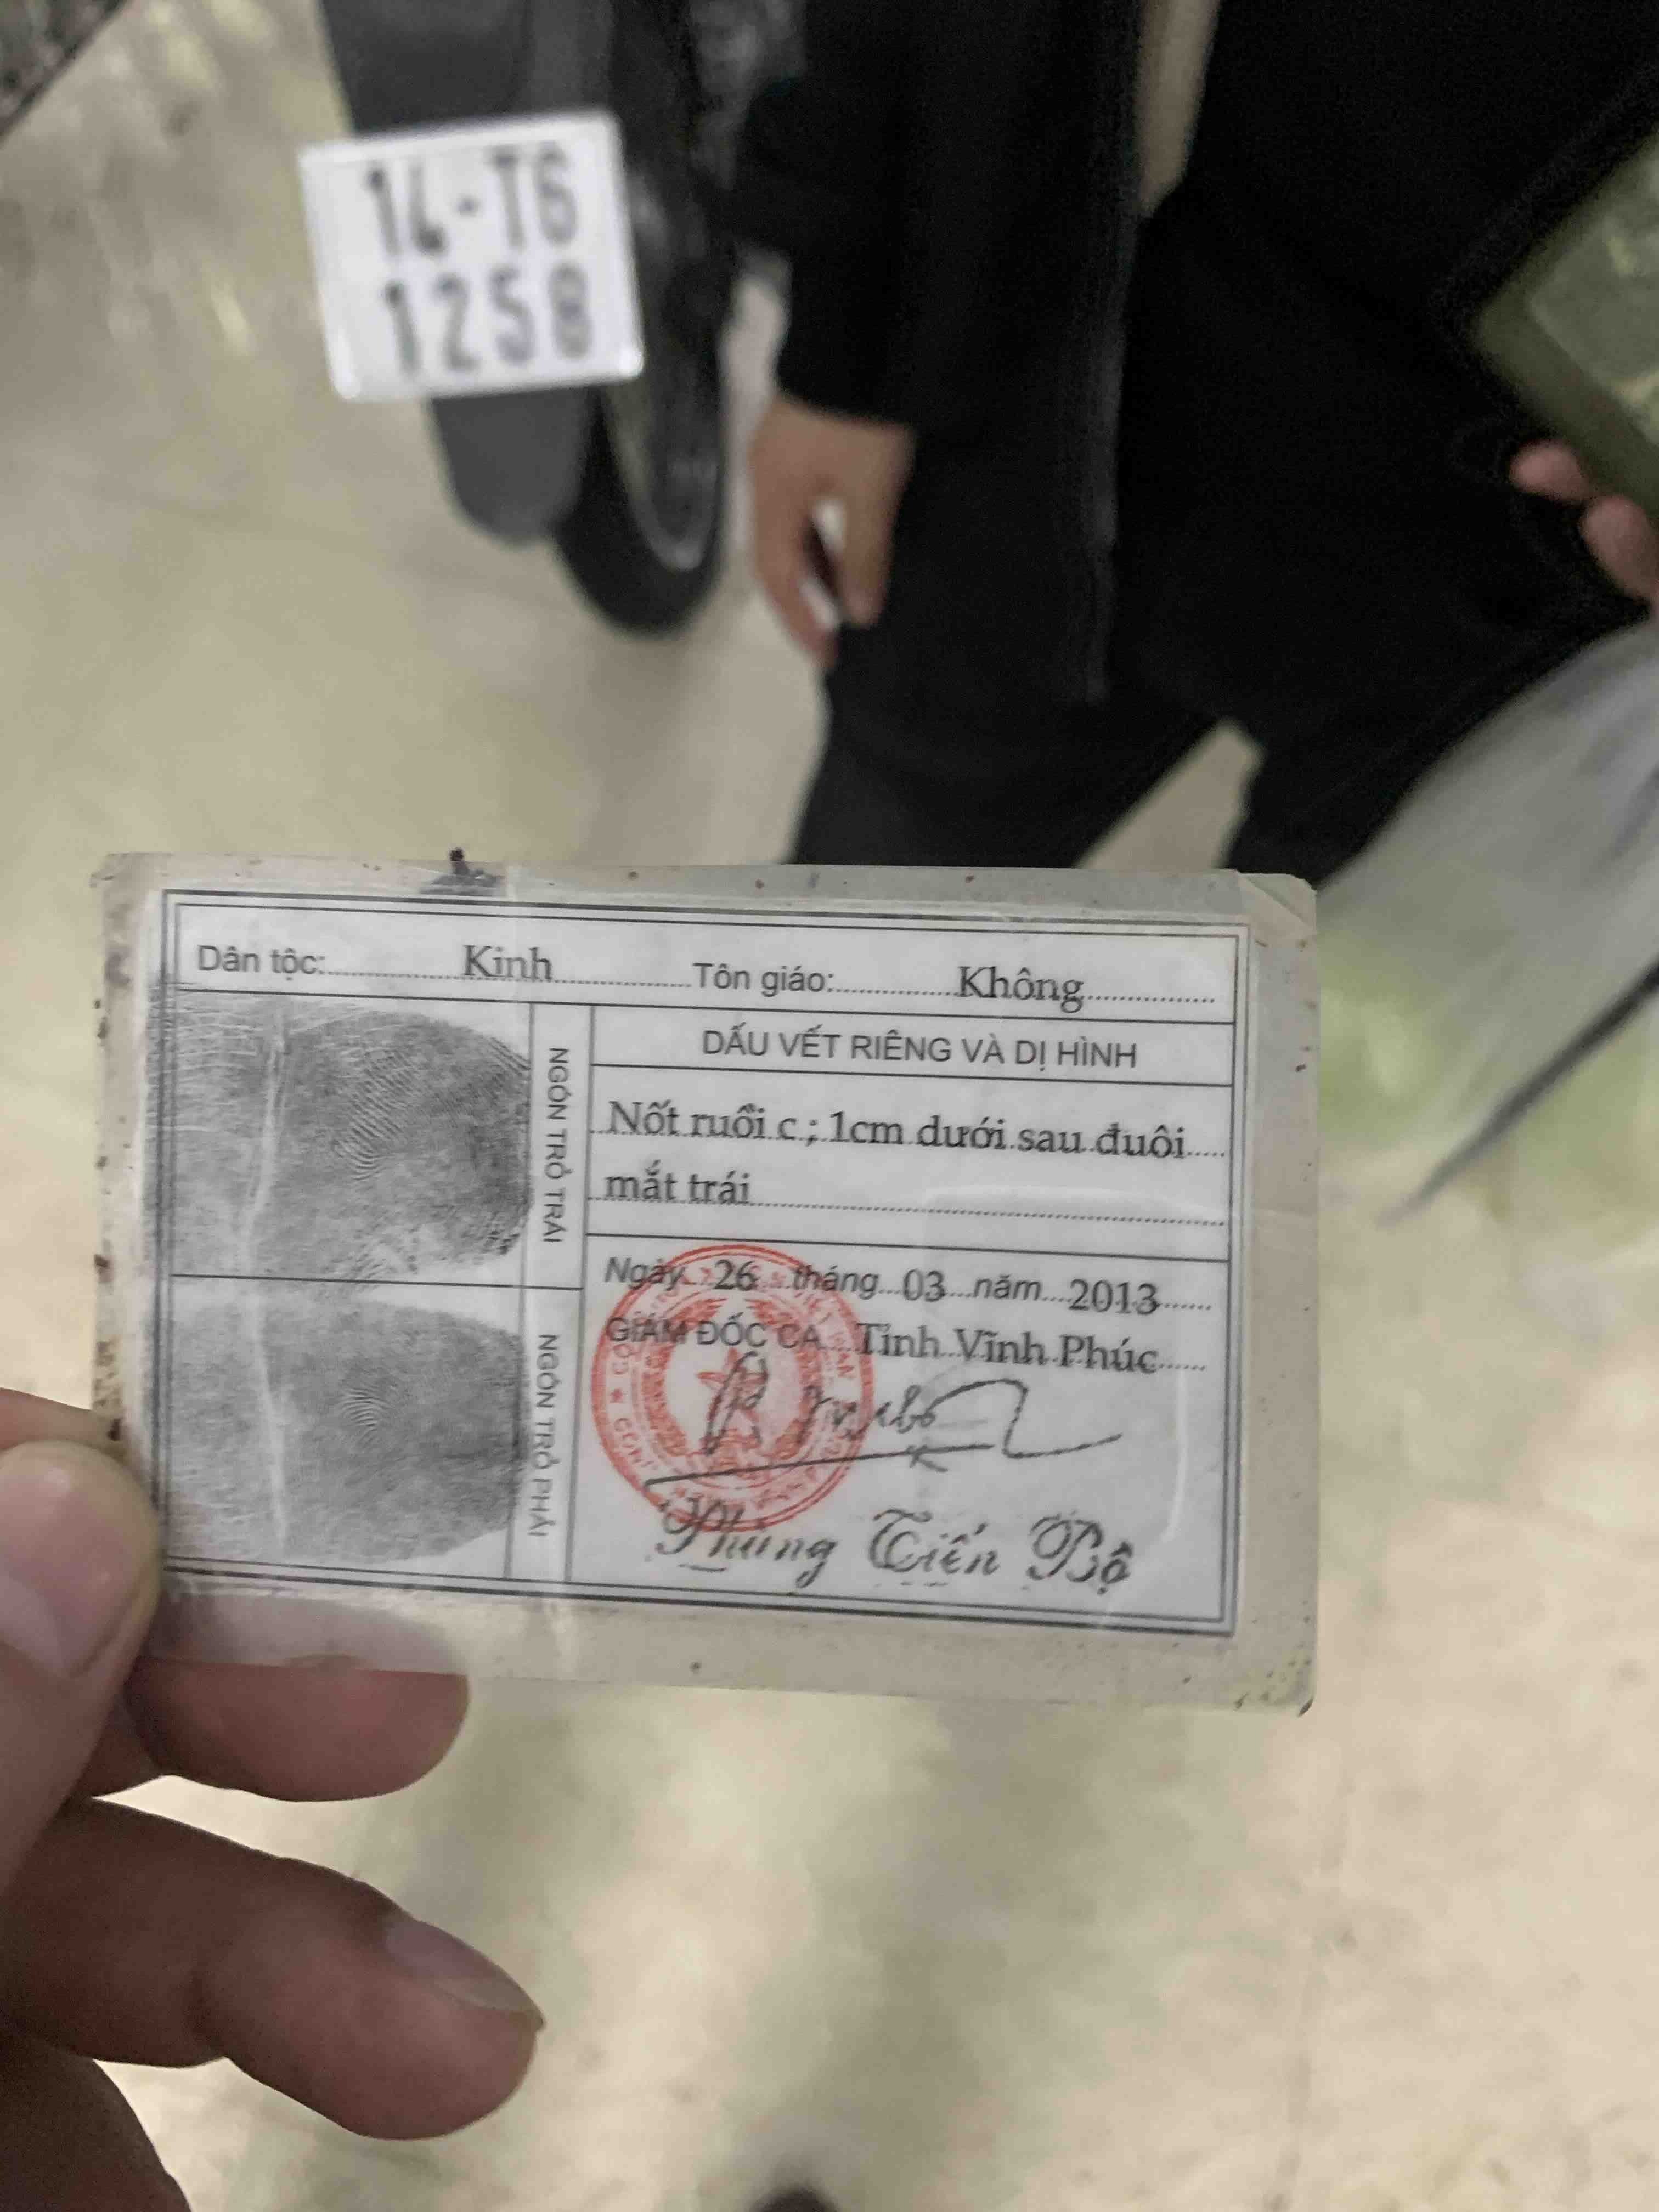 14-T6
1258
Dân tộc: Kinh Tôn giáo: Không
NGÓN TRỎ TRÁI
DẤU VẾT RIÊNG VÀ DỊ HÌNH
Nốt ruồi c ; 1cm dưới sau đuôi
mắt trái
NGÓN TRỎ PHẢI
Ngày 26 tháng 03 năm 2013
GIÁM ĐỐC CA Tỉnh Vĩnh Phúc
Phùng Tiến Bộ